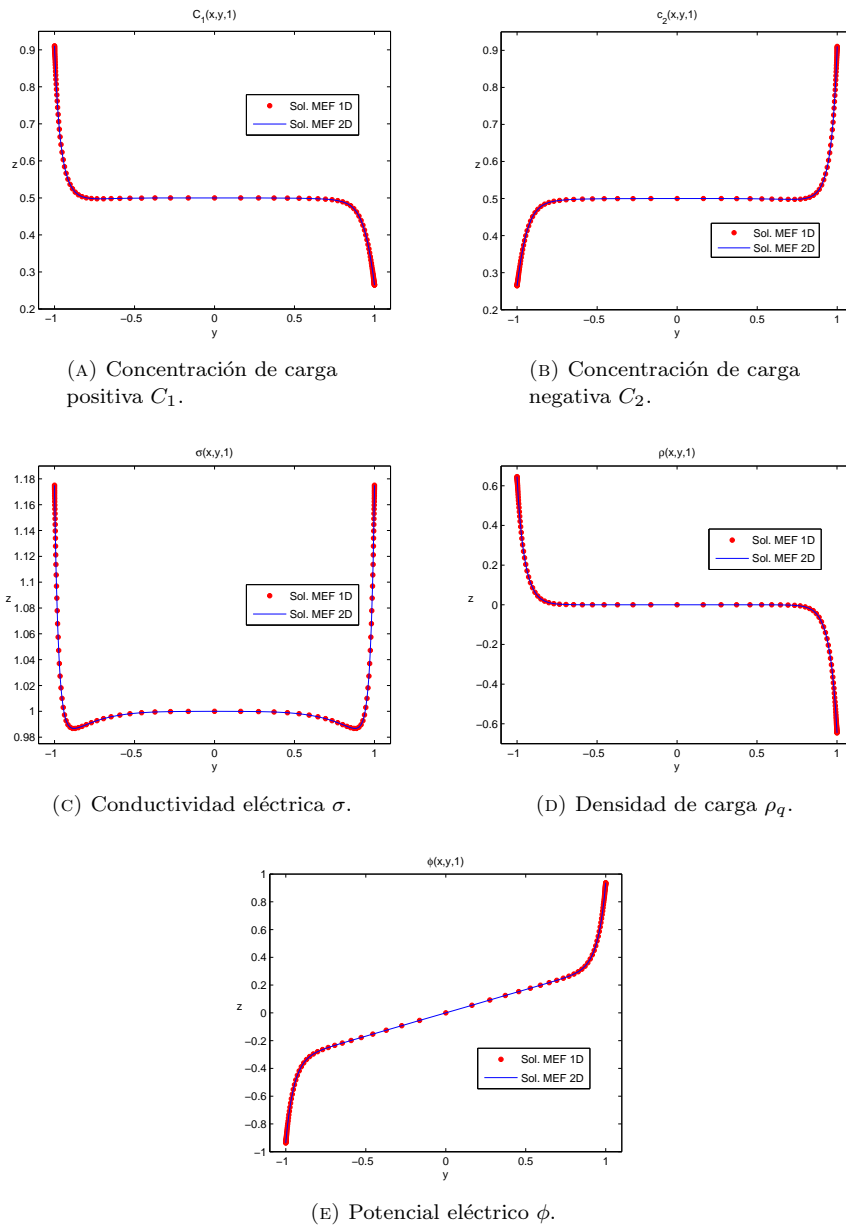 C1(x,y,1)
0.9
0.8
0.7
0.6
0.5
0.4
0.3
0.2
z
−1
−0.5
0
0.5
1
y
Sol. MEF 1D
Sol. MEF 2D
(A) Concentración de carga
positiva C1.
c2(x,y,1)
0.9
0.8
0.7
0.6
0.5
0.4
0.3
0.2
z
−1
−0.5
0
0.5
1
y
Sol. MEF 1D
Sol. MEF 2D
(B) Concentración de carga
negativa C2.
σ(x,y,1)
1.18
1.16
1.14
1.12
1.1
1.08
1.06
1.04
1.02
1
0.98
z
−1
−0.5
0
0.5
1
y
Sol. MEF 1D
Sol. MEF 2D
(C) Conductividad eléctrica σ.
ρ(x,y,1)
0.6
0.4
0.2
0
−0.2
−0.4
−0.6
z
−1
−0.5
0
0.5
1
y
Sol. MEF 1D
Sol. MEF 2D
(D) Densidad de carga ρq.
ϕ(x,y,1)
1
0.8
0.6
0.4
0.2
0
−0.2
−0.4
−0.6
−0.8
−1
z
−1
−0.5
0
0.5
1
y
Sol. MEF 1D
Sol. MEF 2D
(E) Potencial eléctrico ϕ.